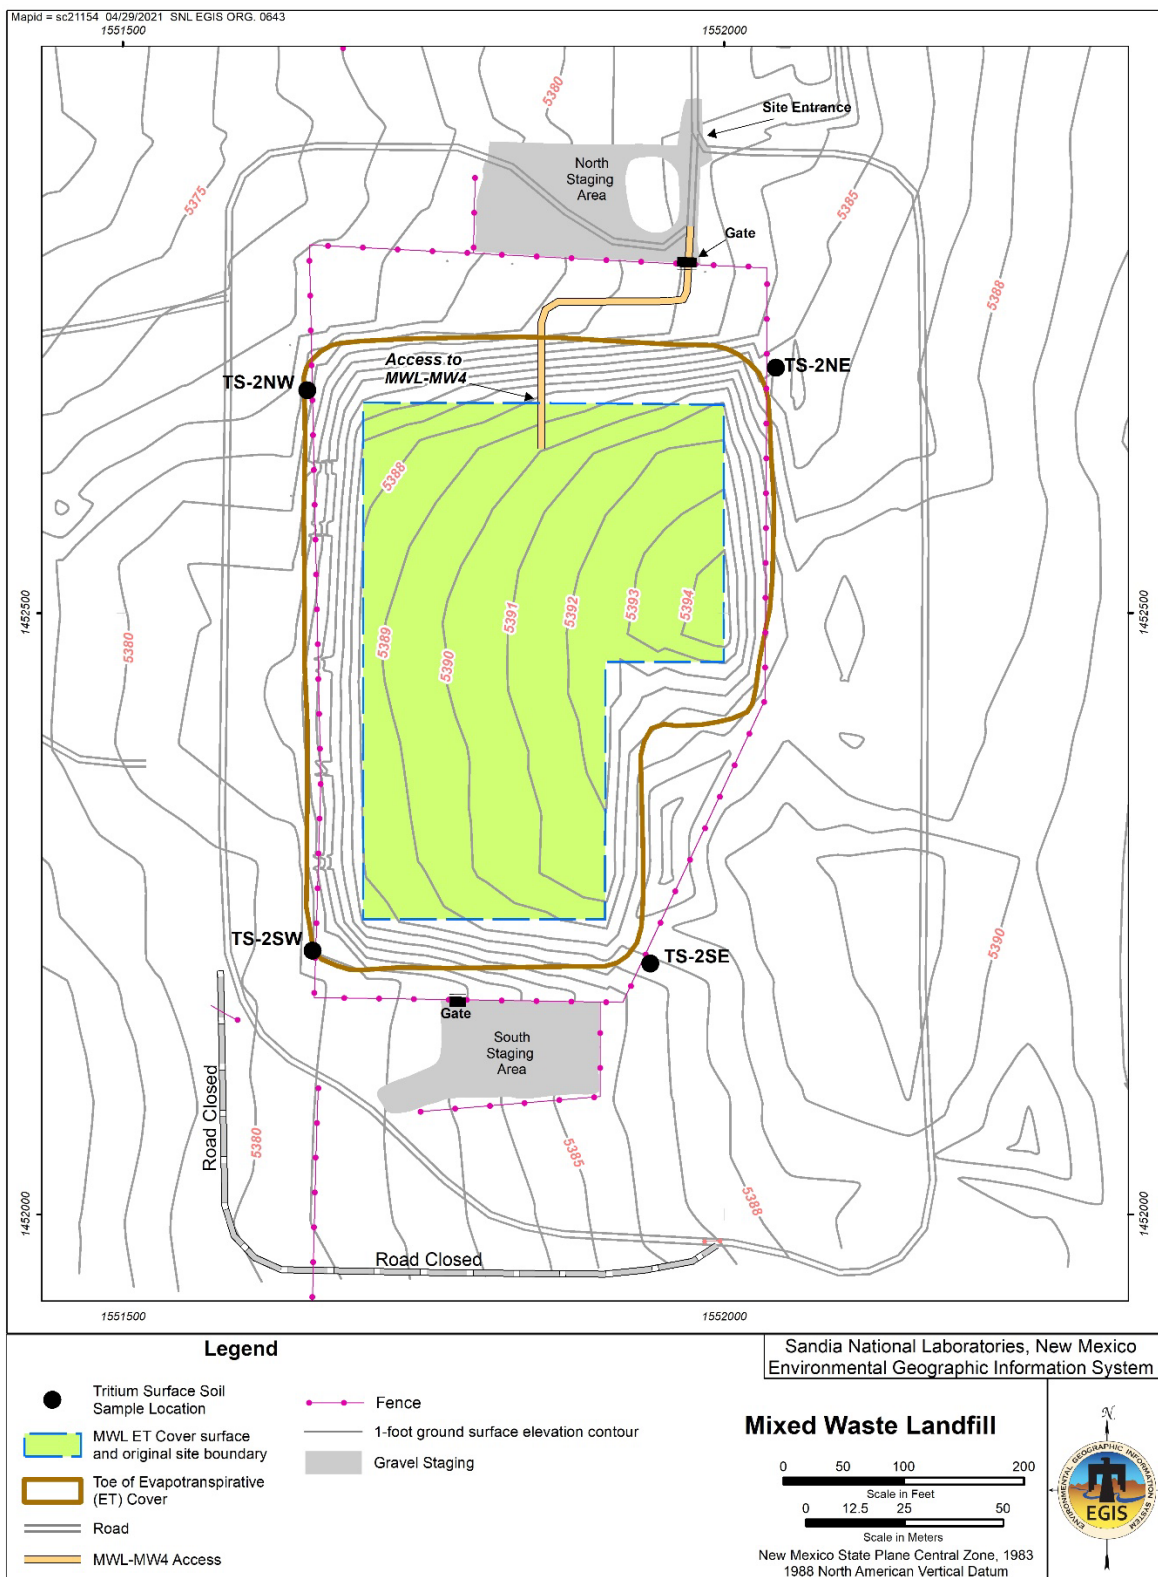 Mapid = sc21154  04/29/2021  SNL EGIS ORG. 0643
1551500
1552000
5380
Site Entrance
North
Staging
Area
5375
5385
Gate
5388
Access to
MWL-MW4
TS-2NW
TS-2NE
5388
1452500
1452500
5380
5389
5390
5391
5392
5393
5394
TS-2SW
TS-2SE
5390
Gate
South
Staging
Area
Road Closed
5380
5385
5388
1452000
1452000
Road Closed
1551500
1552000
Legend
Tritium Surface Soil
Sample Location
MWL ET Cover surface
and original site boundary
Toe of Evapotranspirative
(ET) Cover
Road
MWL-MW4 Access
Fence
1-foot ground surface elevation contour
Gravel Staging
Sandia National Laboratories, New Mexico
Environmental Geographic Information System
Mixed Waste Landfill
0 50 100 200
Scale in Feet
0 12.5 25 50
Scale in Meters
New Mexico State Plane Central Zone, 1983
1988 North American Vertical Datum
N
ENVIRONMENTAL GEOGRAPHIC INFORMATION SYSTEM
EGIS